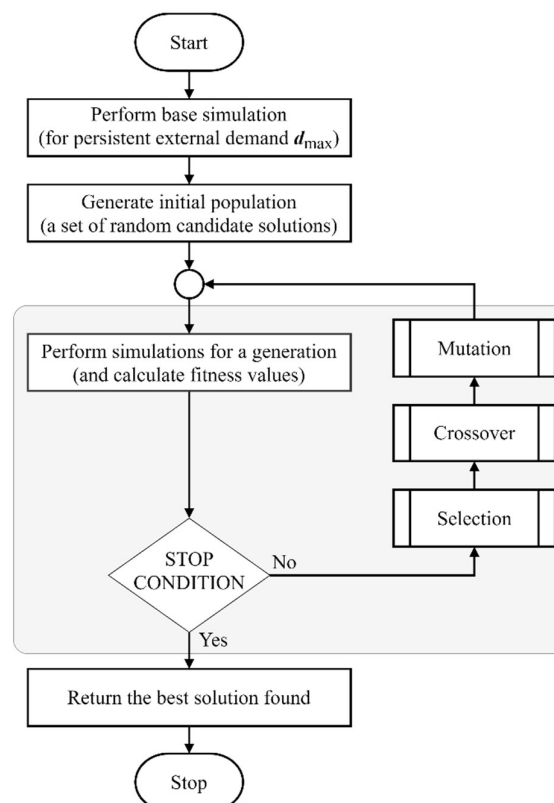 Start
Perform base simulation
(for persistent external demand dmax)
Generate initial population
(a set of random candidate solutions)
Perform simulations for a generation
(and calculate fitness values)
Mutation
Crossover
Selection
STOP
CONDITION
No
Yes
Return the best solution found
Stop